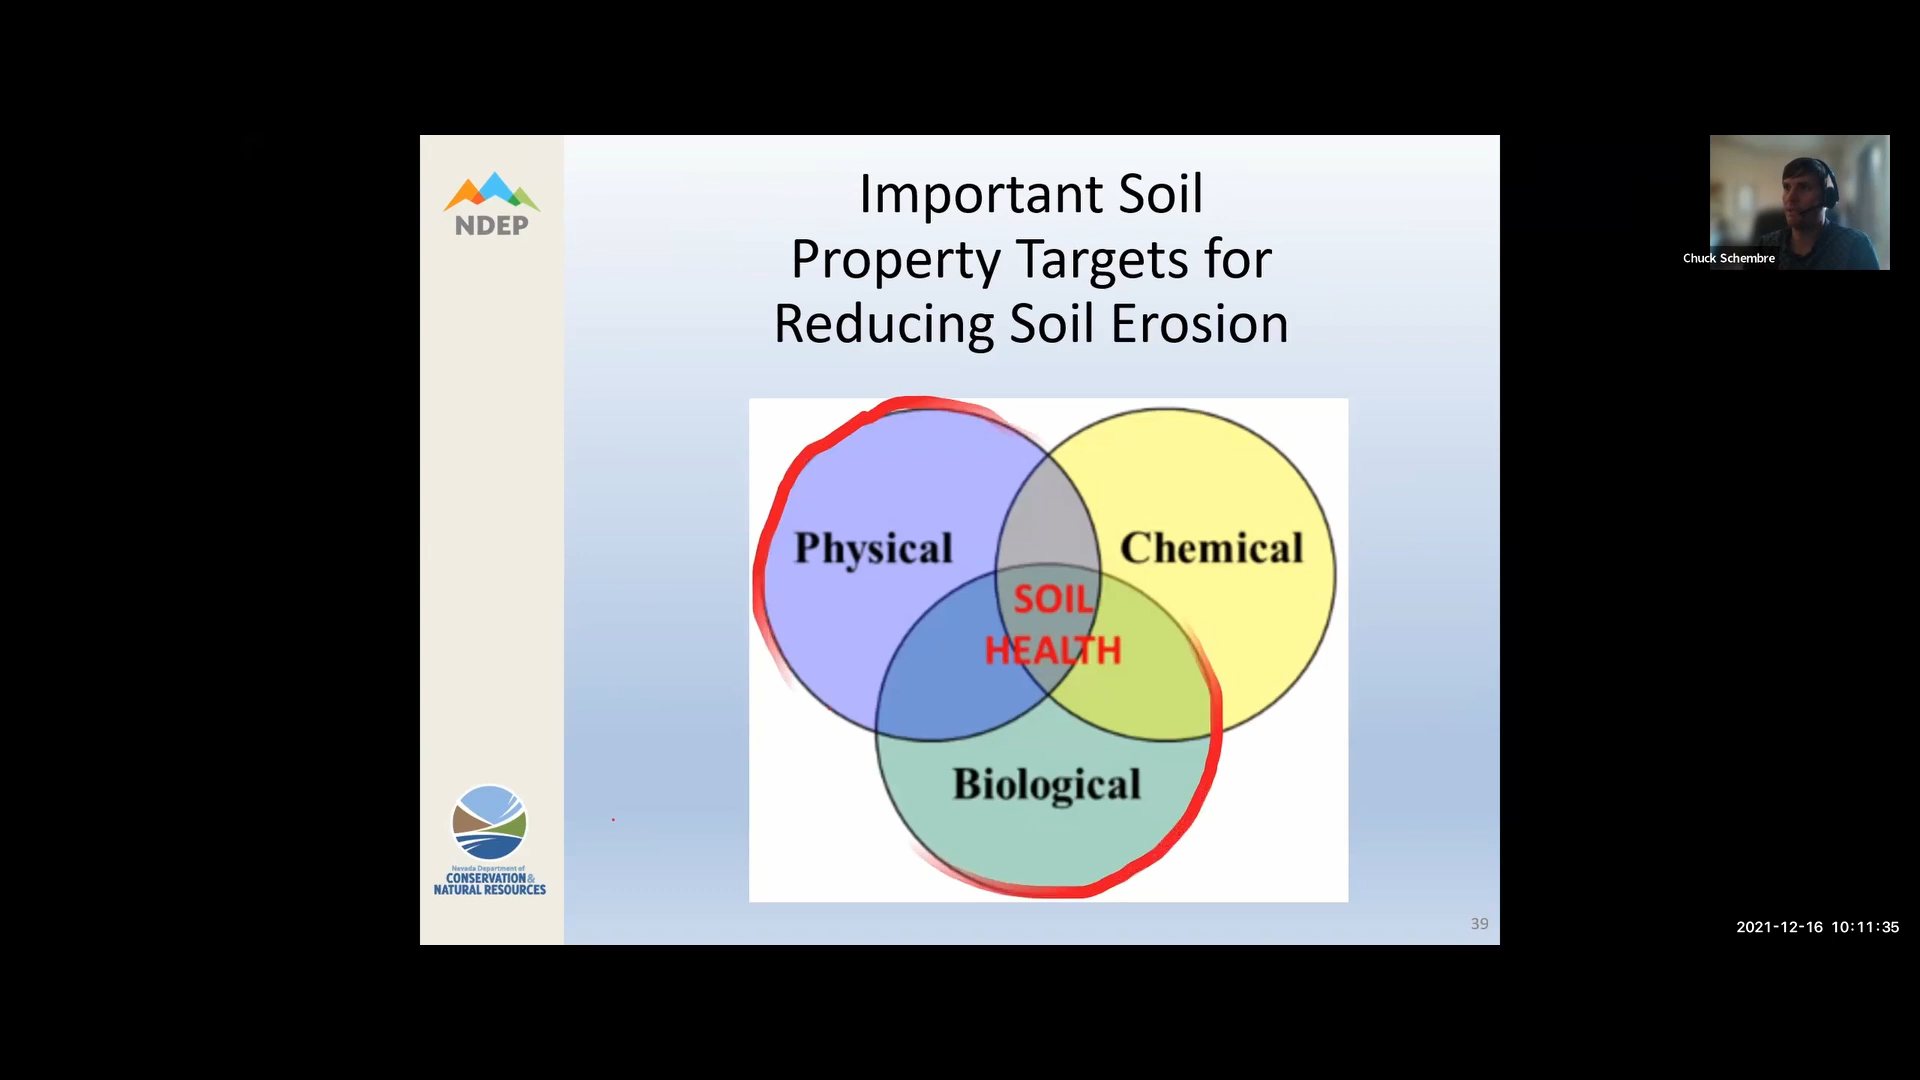 NDEP
Important Soil
Property Targets for
Reducing Soil Erosion
Chuck Schembre
Physical
Chemical
SOIL
HEALTH
Biological
Nevada Department of
CONSERVATION &
NATURAL RESOURCES
39
2021-12-16 10:11:35